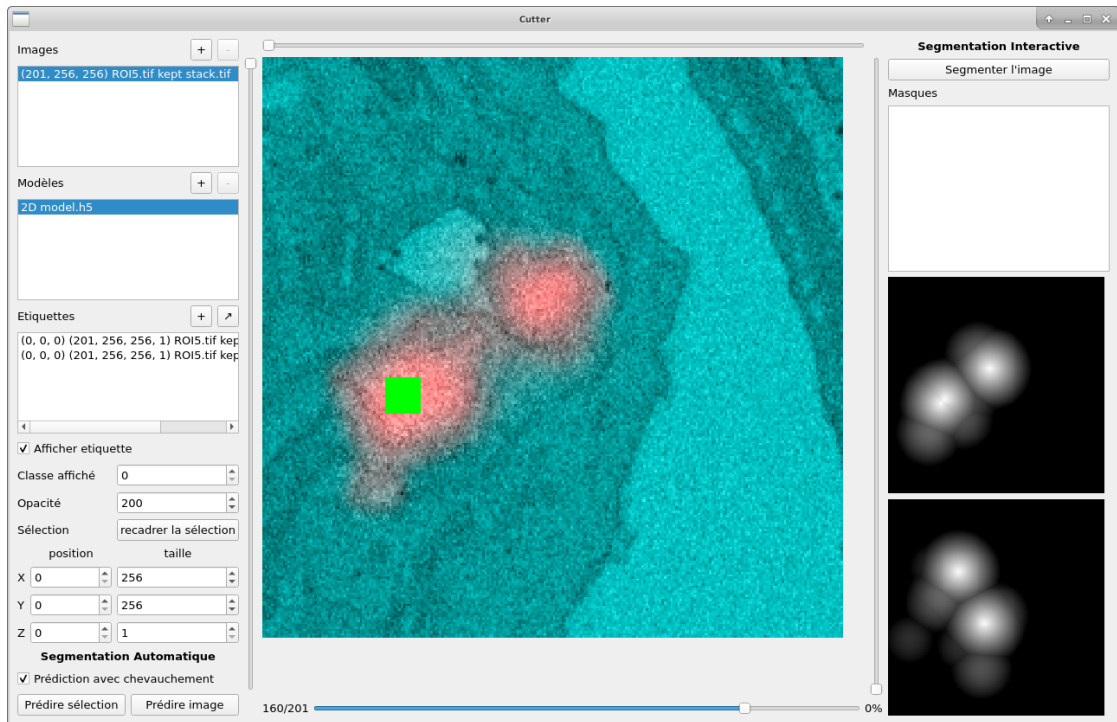 Cutter
Images
+
-
(201, 256, 256) ROI5.tif kept stack.tif
Modèles
+
-
2D model.h5
Etiquettes
+
↗
(0, 0, 0) (201, 256, 256, 1) ROI5.tif kep
(0, 0, 0) (201, 256, 256, 1) ROI5.tif kep
Afficher etiquette
Classe affiché 0
Opacité 200
Sélection recadrer la sélection
position taille
X 0 256
Y 0 256
Z 0 1
Segmentation Automatique
Prédiction avec chevauchement
Prédire sélection Prédire image
160/201 0%
Segmentation Interactive
Segmenter l'image
Masques